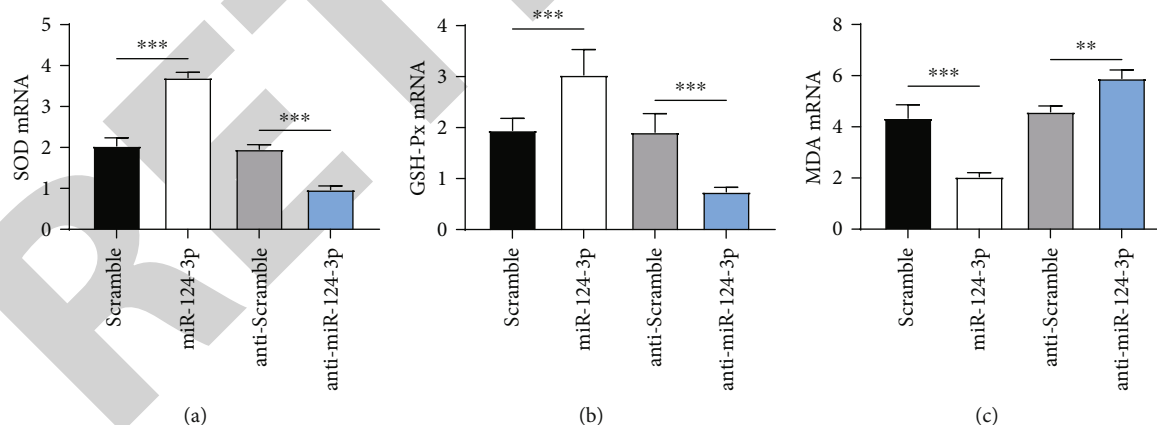 SOD mRNA
5
4
3
2
1
0
***
***
Scramble
miR-124-3p
anti-Scramble
anti-miR-124-3p
(a)
GSH-Px mRNA
4
3
2
1
0
***
***
Scramble
miR-124-3p
anti-Scramble
anti-miR-124-3p
(b)
MDA mRNA
8
6
4
2
0
***
**
Scramble
miR-124-3p
anti-Scramble
anti-miR-124-3p
(c)
RET